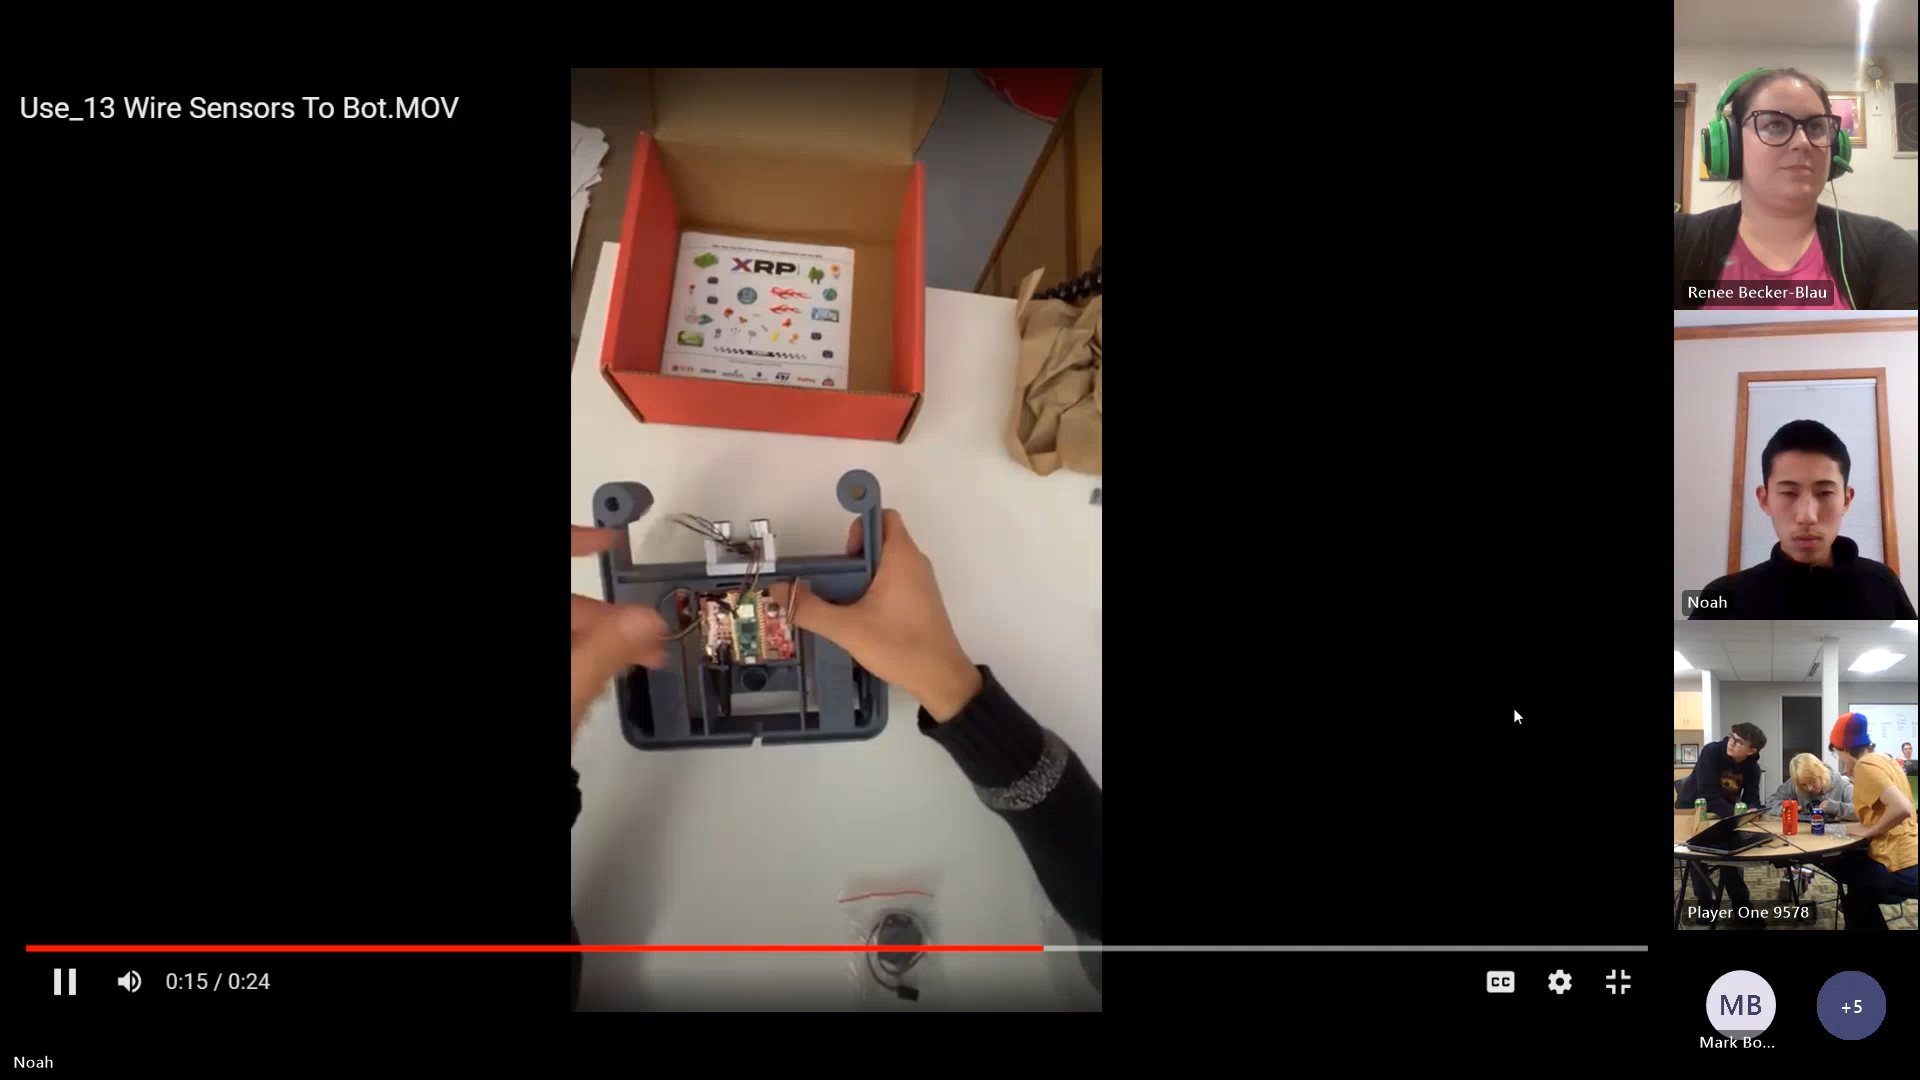 Use_13 Wire Sensors To Bot.MOV
XRP
Renee Becker-Blau
Noah
Player One 9578
0:15 / 0:24
CC
MB
+5
Mark Bo...
Noah